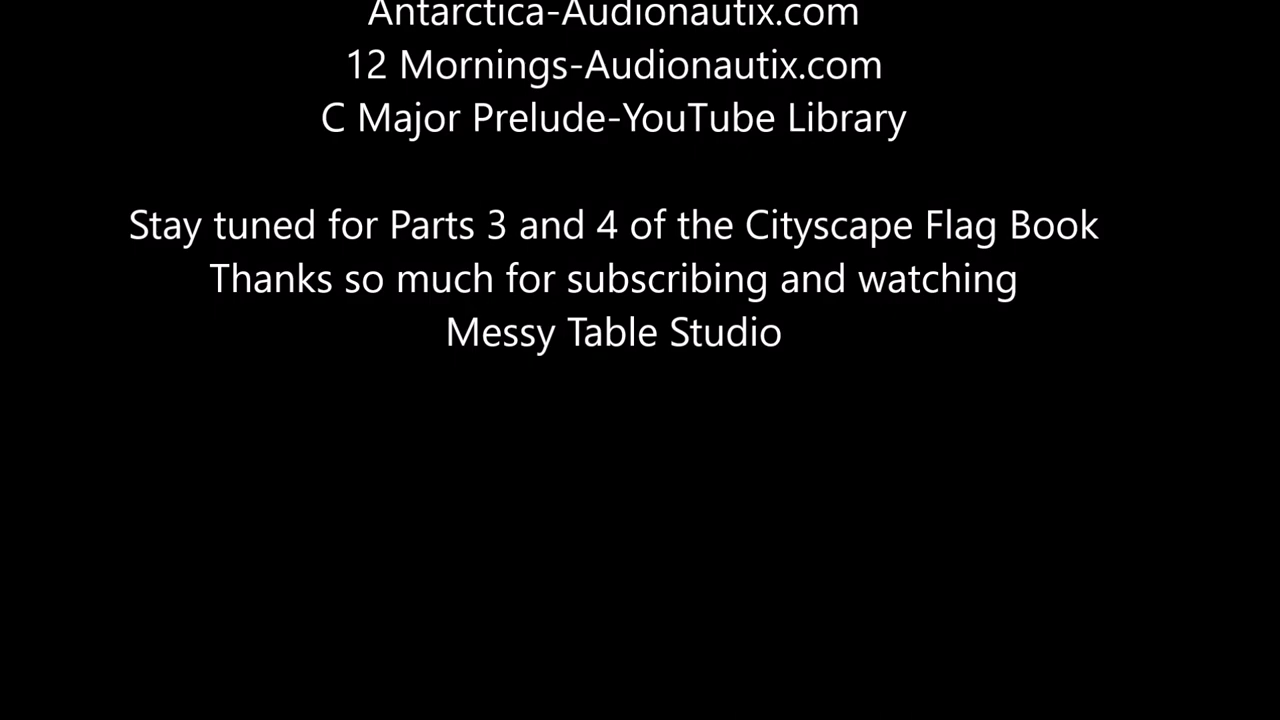 Antarctica-Audionautix.com
12 Mornings-Audionautix.com
C Major Prelude-YouTube Library
Stay tuned for Parts 3 and 4 of the Cityscape Flag Book
Thanks so much for subscribing and watching
Messy Table Studio